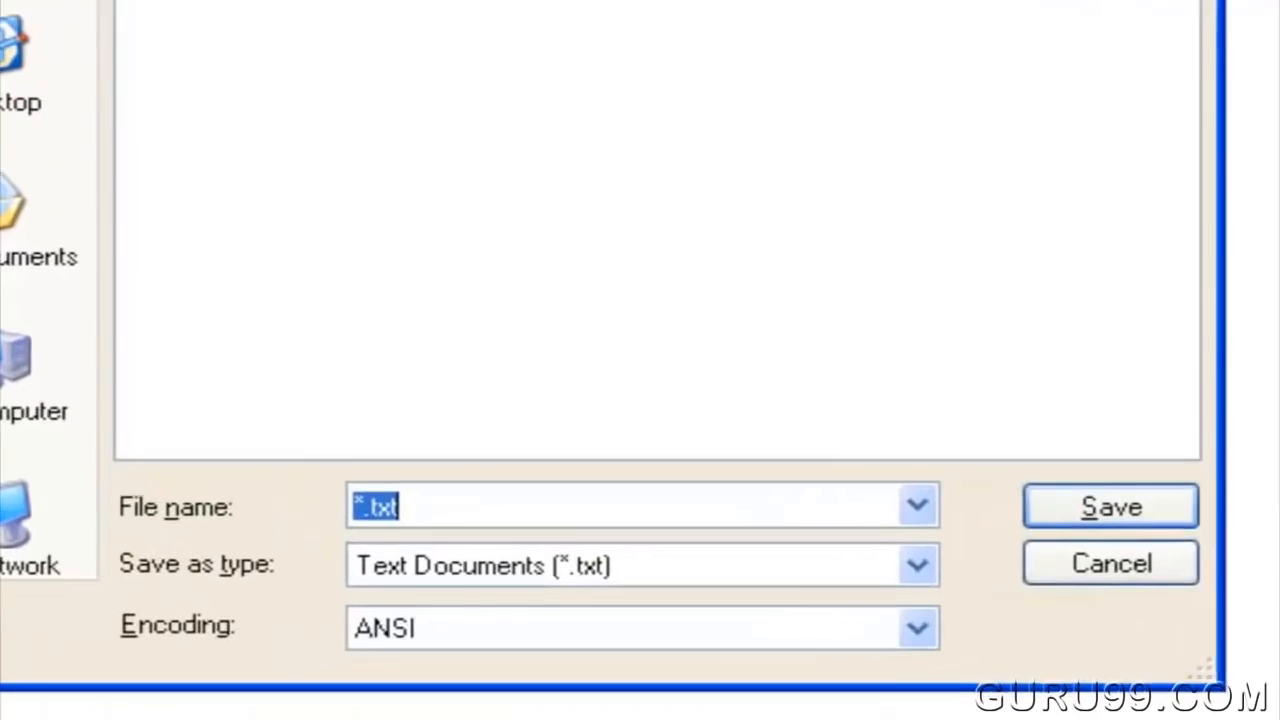 ktop
uments
mputer
twork
File name:
*.txt
Save
Save as type:
Text Documents (*.txt)
Cancel
Encoding:
ANSI
GURU99.COM